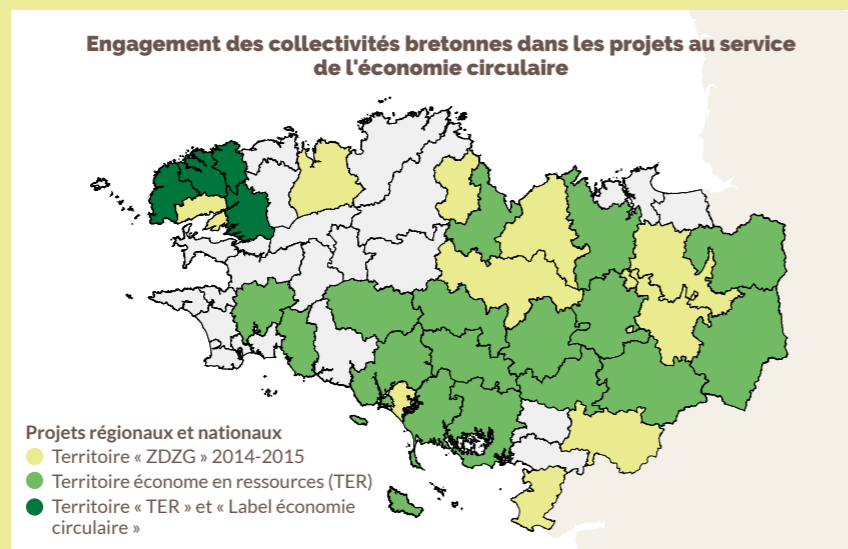 Engagement des collectivités bretonnes dans les projets au service
de l'économie circulaire
Projets régionaux et nationaux
Territoire « ZDZG » 2014-2015
Territoire économe en ressources (TER)
Territoire « TER » et « Label économie
circulaire »